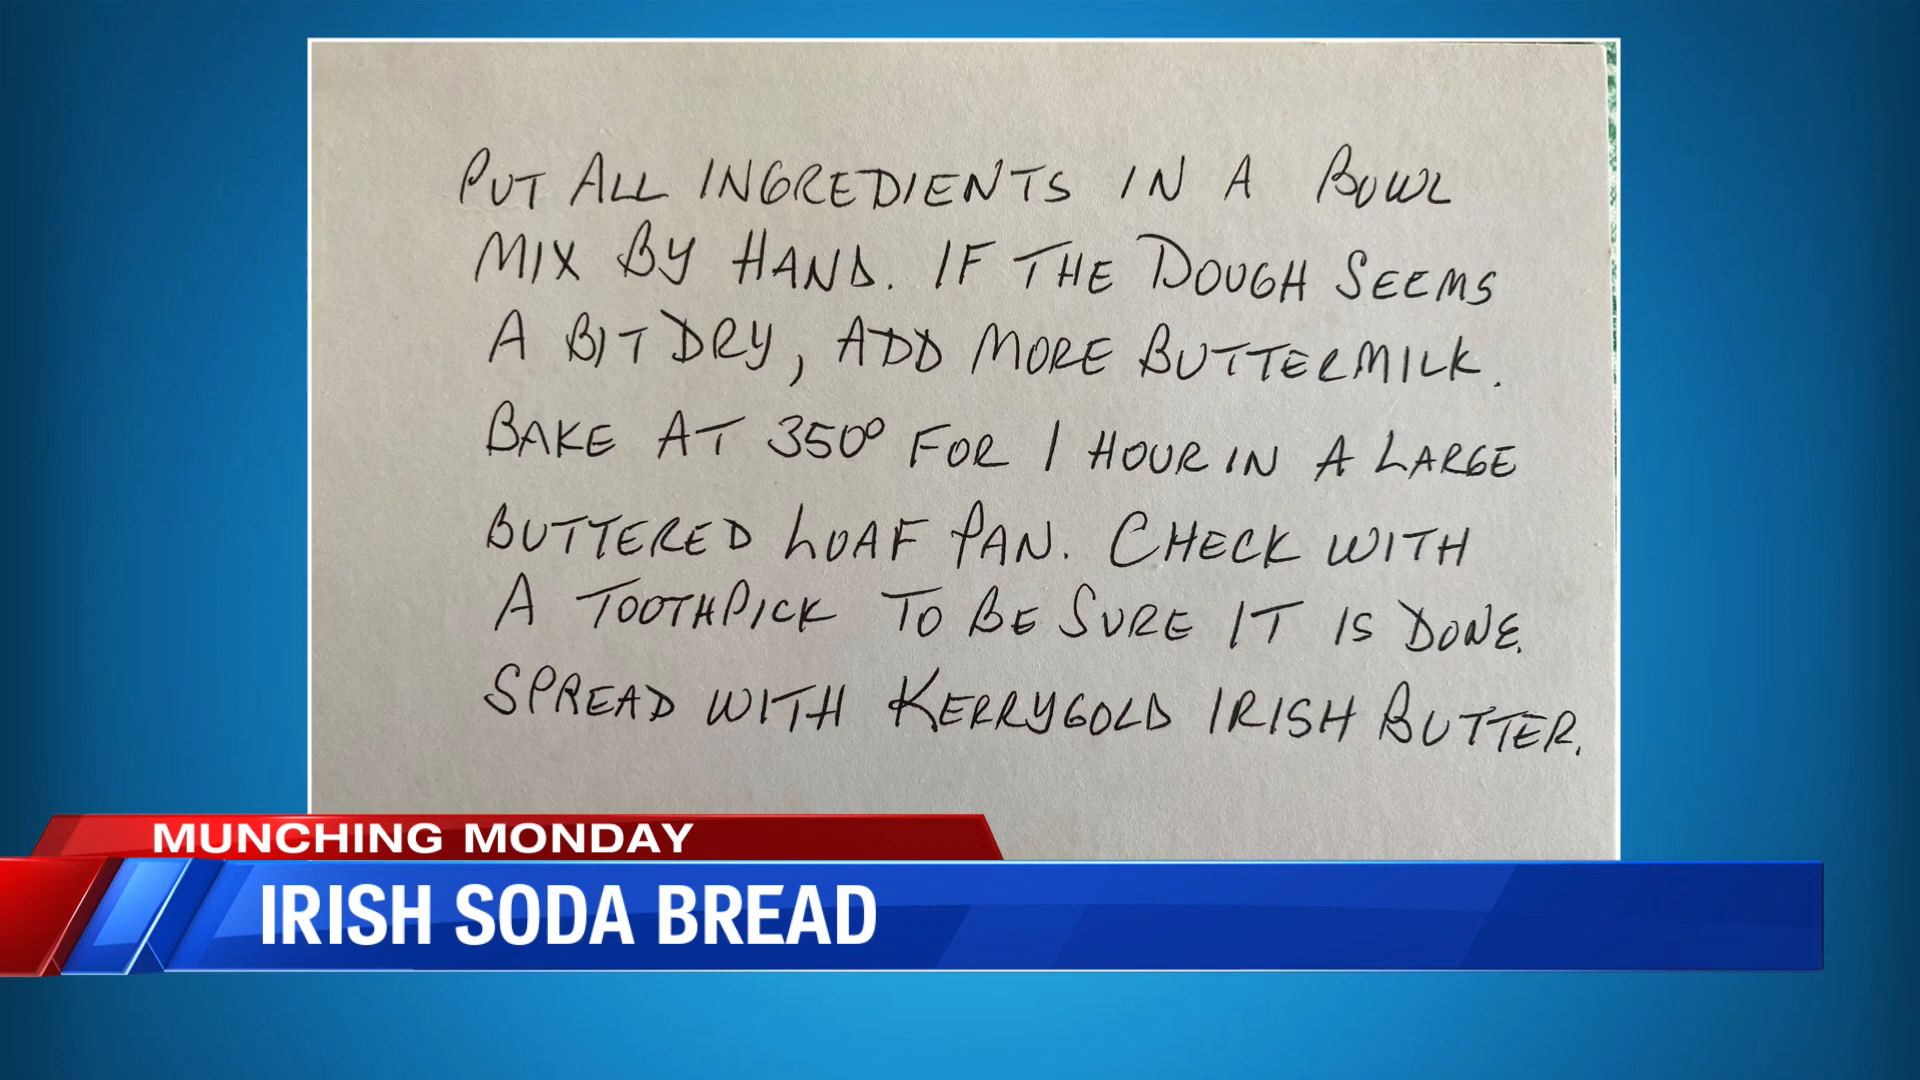 PUT ALL INGREDIENTS IN A BOWL
MIX BY HAND. IF THE DOUGH SEEMS
A BIT DRY, ADD MORE BUTTERMILK.
BAKE AT 350° FOR 1 HOUR IN A LARGE
BUTTERED LOAF PAN. CHECK WITH
A TOOTHPICK TO BE SURE IT IS DONE.
SPREAD WITH KERRYGOLD IRISH BUTTER.
MUNCHING MONDAY
IRISH SODA BREAD